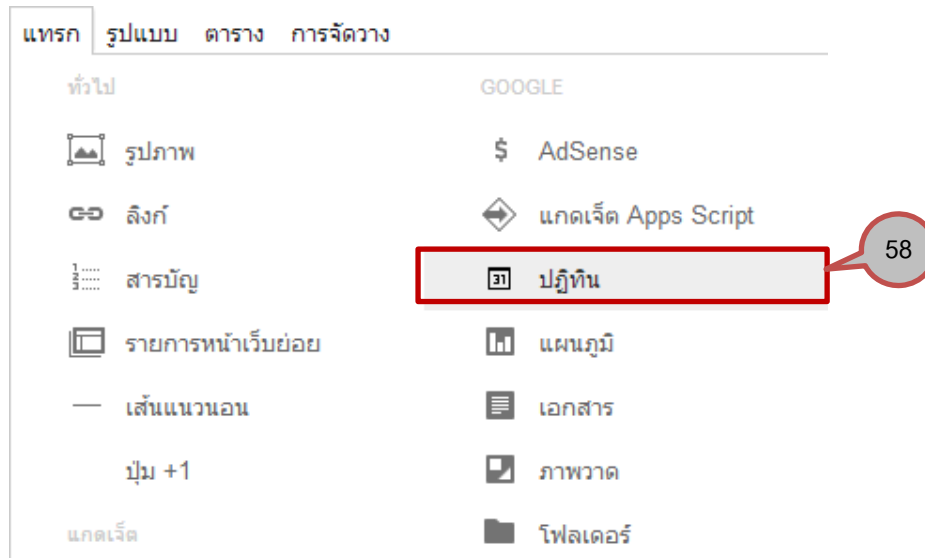 แทรก รูปแบบ ตาราง การจัดวาง
ทั่วไป
รูปภาพ
ลิงก์
สารบัญ
รายการหน้าเว็บย่อย
เส้นแนวนอน
ปุ่ม +1
แกดเจ็ต
GOOGLE
$ AdSense
แกดเจ็ต Apps Script
31 ปฏิทิน
58
แผนภูมิ
เอกสาร
ภาพวาด
โฟลเดอร์